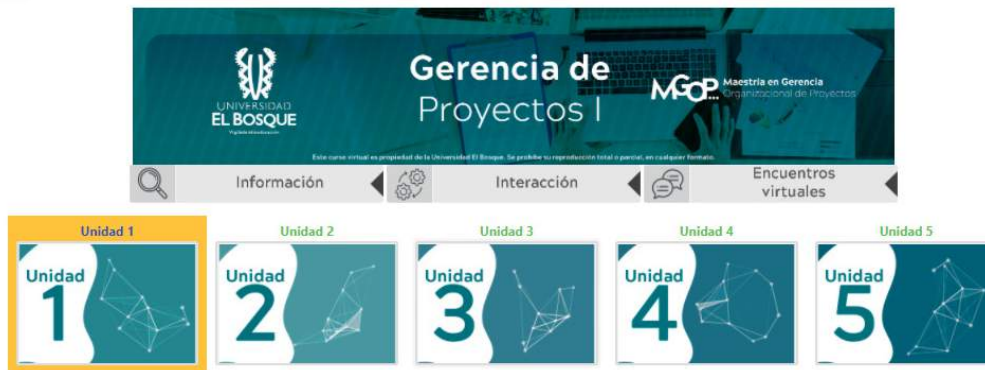 Gerencia de
Proyectos I
UNIVERSIDAD
EL BOSQUE
MGOP
Maestría en Gerencia
Organizacional de Proyectos
Este curso virtual es propiedad de la Universidad El Bosque. Se prohíbe su reproducción total o parcial, en cualquier formato.
Información
Interacción
Encuentros
virtuales
Unidad 1
Unidad 2
Unidad 3
Unidad 4
Unidad 5
Unidad
1
Unidad
2
Unidad
3
Unidad
4
Unidad
5